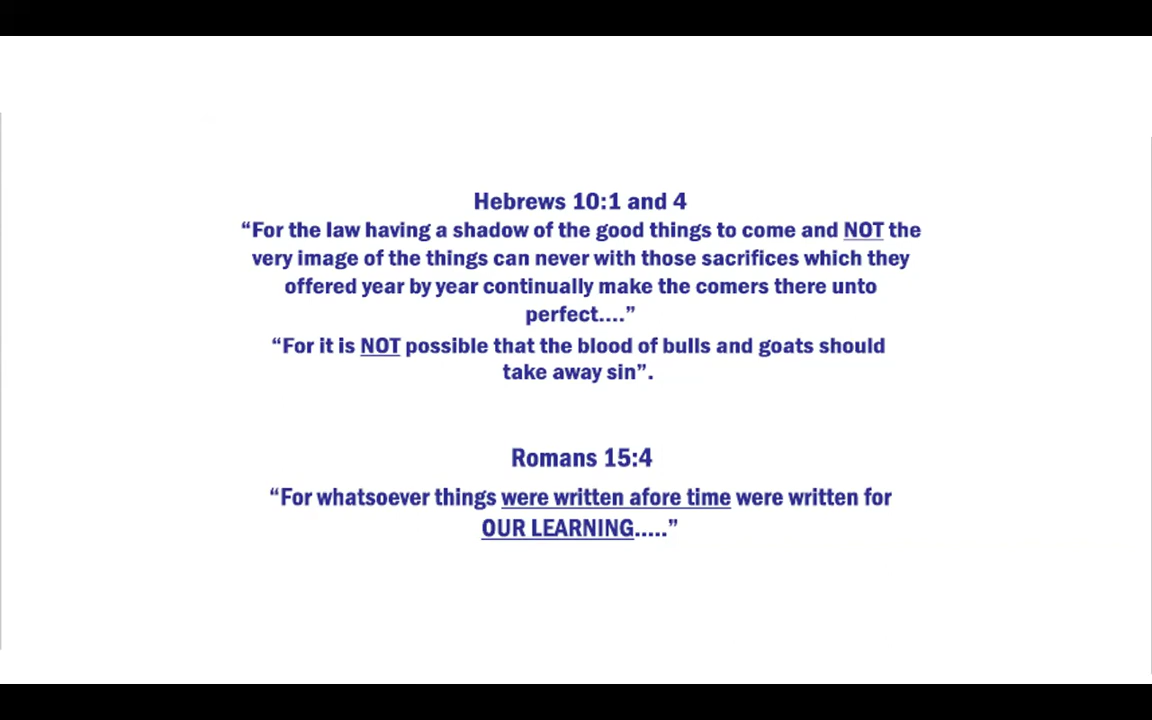 Hebrews 10:1 and 4
“For the law having a shadow of the good things to come and NOT the
very image of the things can never with those sacrifices which they
offered year by year continually make the comers there unto
perfect....”
“For it is NOT possible that the blood of bulls and goats should
take away sin”.
Romans 15:4
“For whatsoever things were written afore time were written for
OUR LEARNING.....”